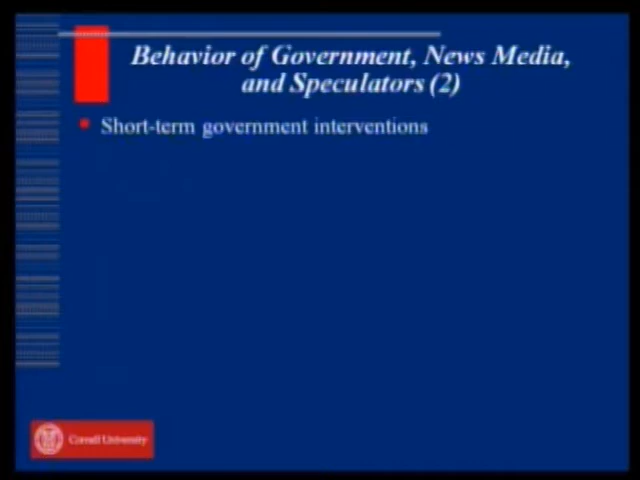 Behavior of Government, News Media,
and Speculators (2)
Short-term government interventions
Cornell University